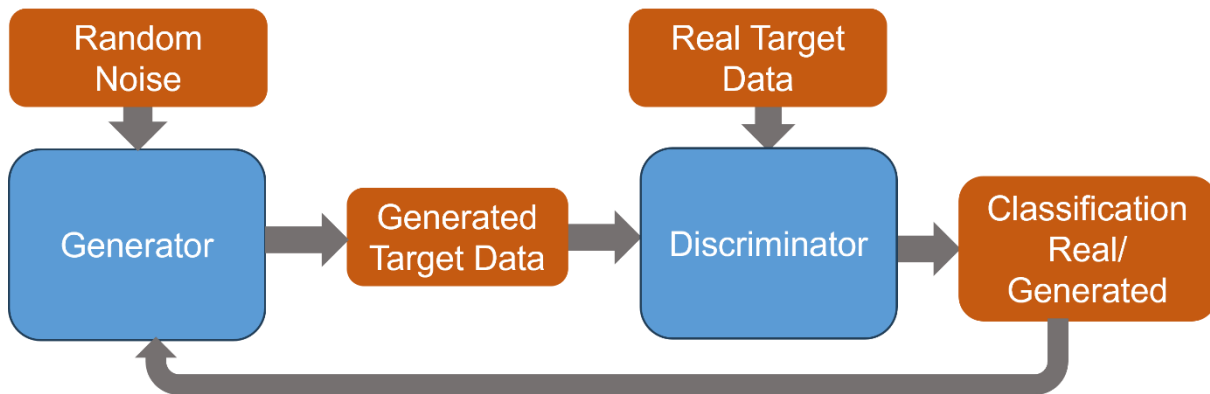 Random
Noise
Real Target
Data
Generator
Generated
Target Data
Discriminator
Classification
Real/
Generated